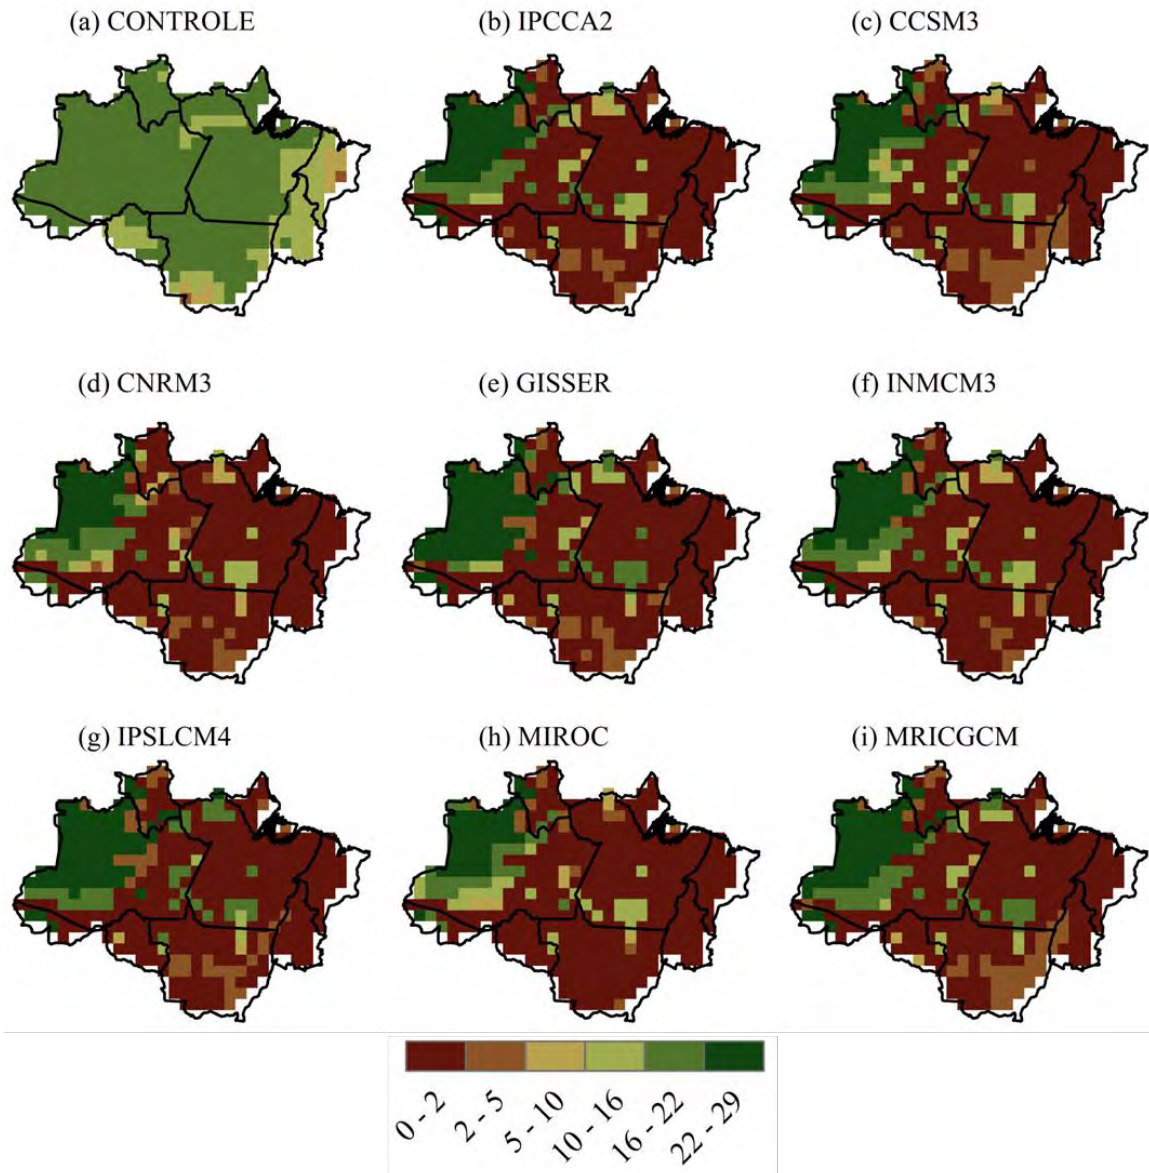 (a) CONTROLE
(b) IPCCA2
(c) CCSM3
(d) CNRM3
(e) GISSER
(f) INMCM3
(g) IPSLCM4
(h) MIROC
(i) MRICGCM
0 - 2
2 - 5
5 - 10
10 - 16
16 - 22
22 - 29